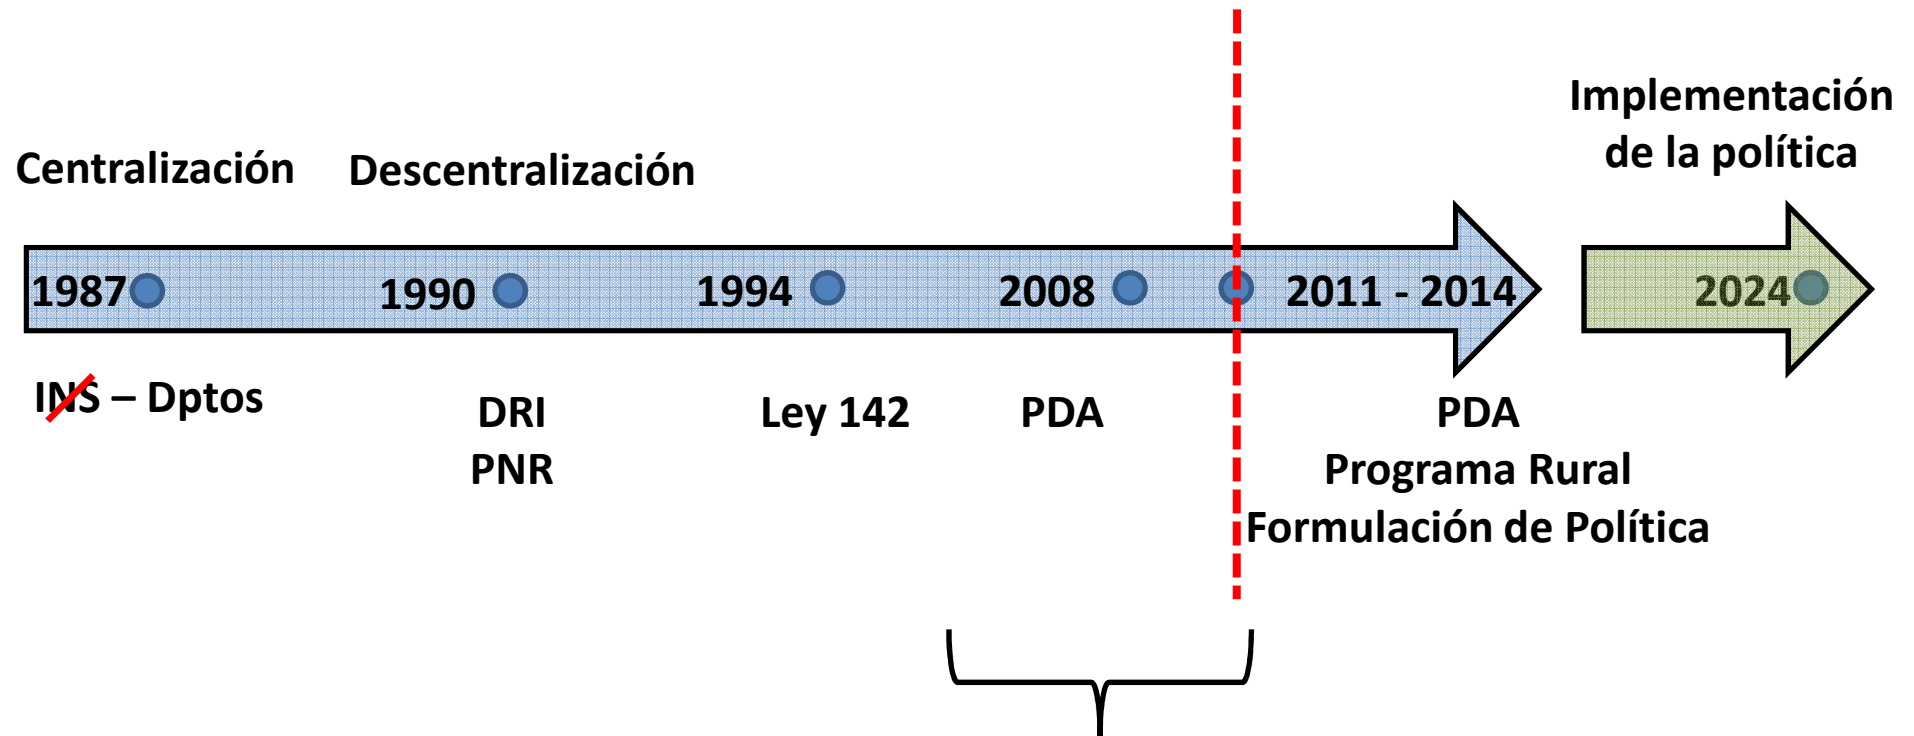 Implementación
de la política
Centralización
Descentralización
1987
1990
1994
2008
2011 - 2014
2024
INS – Dptos
DRI
PNR
Ley 142
PDA
PDA
Programa Rural
Formulación de Política